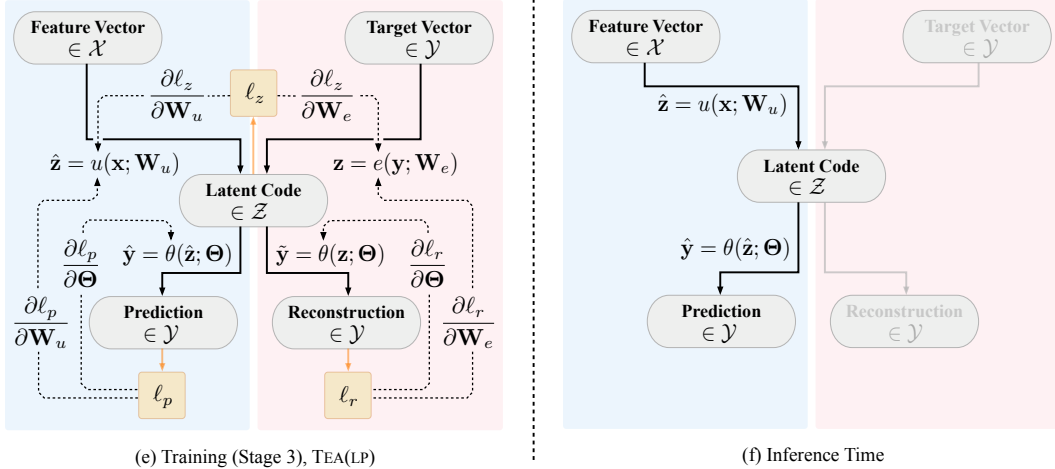 Feature Vector
∈ 𝒳
Target Vector
∈ 𝒴
∂ℓ_z
∂W_u
ℓ_z
∂ℓ_z
∂W_e
ẑ = u(x; W_u)
z = e(y; W_e)
Latent Code
∈ 𝒵
∂ℓ_p
∂Θ
ŷ = θ(ẑ; Θ)
ỹ = θ(z; Θ)
∂ℓ_r
∂Θ
∂ℓ_p
∂W_u
Prediction
∈ 𝒴
Reconstruction
∈ 𝒴
∂ℓ_r
∂W_e
ℓ_p
ℓ_r
(e) Training (Stage 3), TEA(LP)
Feature Vector
∈ 𝒳
Target Vector
∈ 𝒴
ẑ = u(x; W_u)
Latent Code
∈ 𝒵
ŷ = θ(ẑ; Θ)
Prediction
∈ 𝒴
Reconstruction
∈ 𝒴
(f) Inference Time